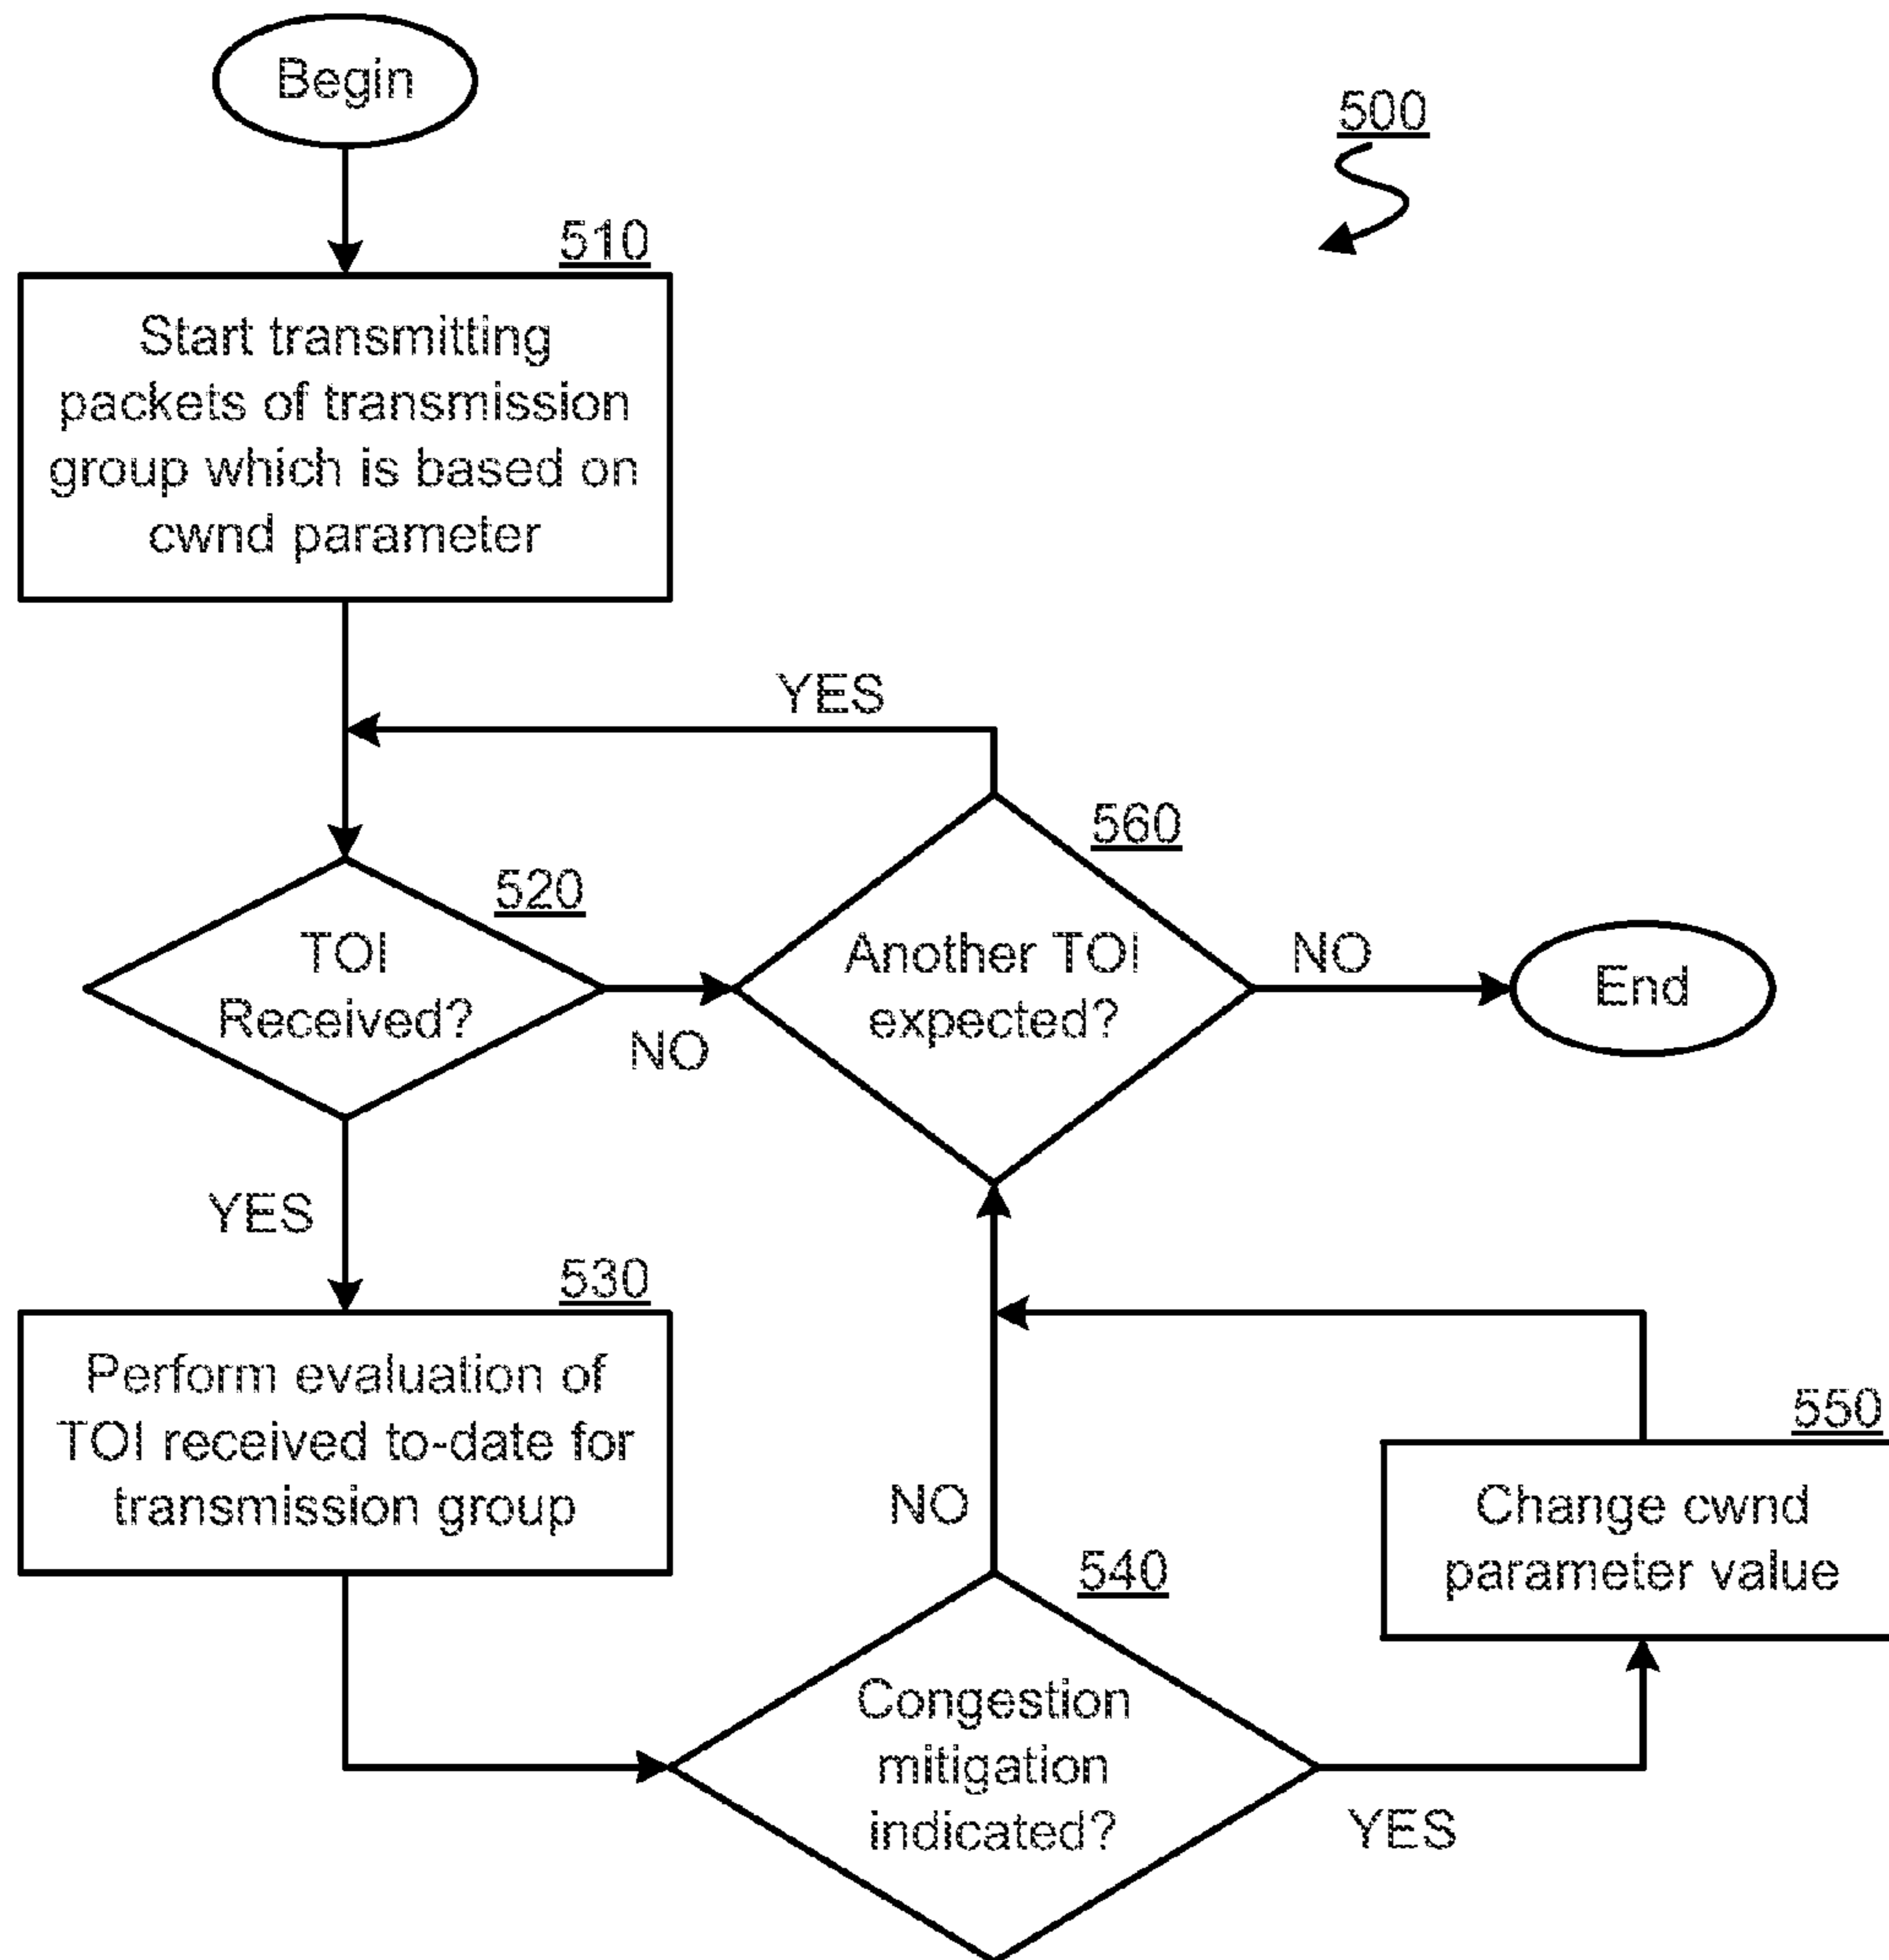 Begin
500
510
Start transmitting
packets of transmission
group which is based on
cwnd parameter
YES
560
520
TOI
Received?
NO
Another TOI
expected?
NO
End
YES
530
Perform evaluation of
TOI received to-date for
transmission group
NO
550
Change cwnd
parameter value
540
Congestion
mitigation
indicated?
YES